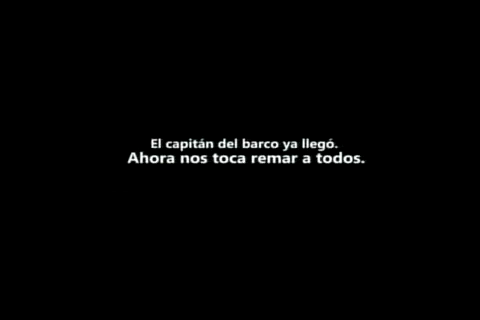 El capitán del barco ya llegó.
Ahora nos toca remar a todos.